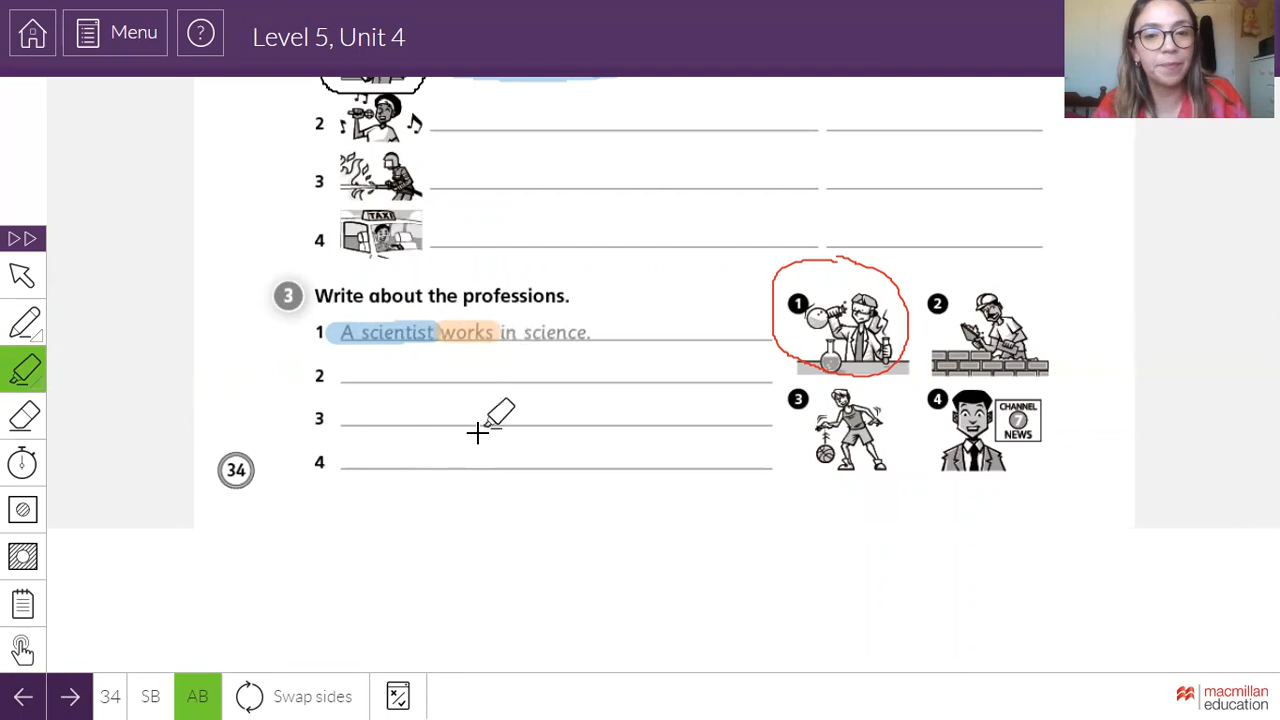 Menu
?
Level 5, Unit 4
2
3
TAXI
4
3 Write about the professions.
1 A scientist works in science.
2
3
4
1
2
3
4
CHANNEL
7
NEWS
34
34
SB
AB
Swap sides
macmillan
education